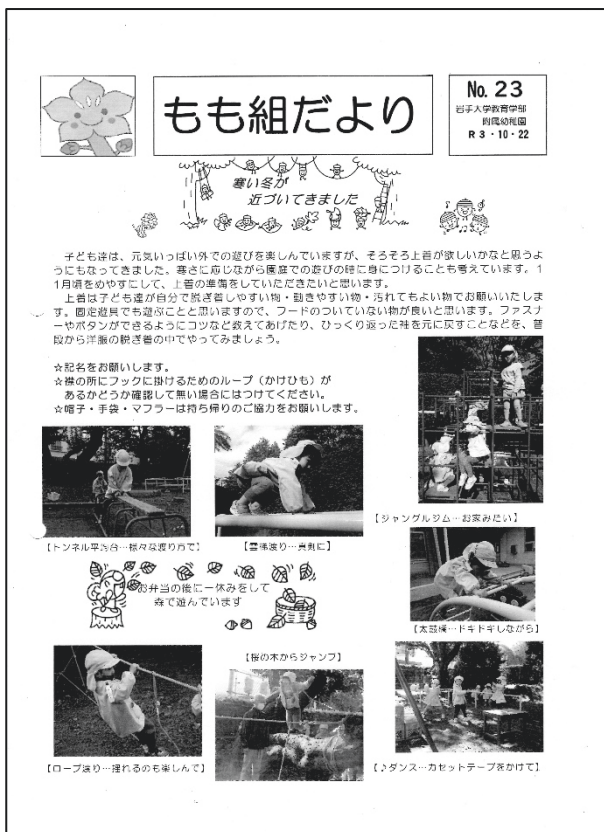 もも組だより
No. 23
岩手大学教育学部
附属幼稚園
R3・10・22
寒い冬が
近づいてきました
子ども達は、元気いっぱい外での遊びを楽しんでいますが、そろそろ上着が欲しいかなと思うよ
うにもなってきました。寒さに応じながら園庭での遊びの時に身につけることも考えています。1
1月頃をめやすにして、上着の準備をしていただきたいと思います。
上着は子ども達が自分で脱ぎ着しやすい物・動きやすい物・汚れてもよい物でお願いいたしま
す。固定遊具でも遊ぶことと思いますので、フードのついていない物が良いと思います。ファスナ
ーやボタンができるようにコツなど教えてあげたり、ひっくり返った袖を元に戻すことなどを、普
段から洋服の脱ぎ着の中でやってみましょう。
☆記名をお願いします。
☆襟の所にフックに掛けるためのループ（かけひも）が
あるかどうか確認して無い場合にはつけてください。
☆帽子・手袋・マフラーは持ち帰りのご協力をお願いします。
【ジャングルジム…お家みたい】
【トンネル平均台…様々な渡り方で】
【雲梯渡り…真剣に】
お弁当の後に一休みをして
森で遊んでいます
【太鼓橋…ドキドキしながら】
【桜の木からジャンプ】
【ロープ渡り…揺れるのも楽しんで】
【♪ダンス…カセットテープをかけて】